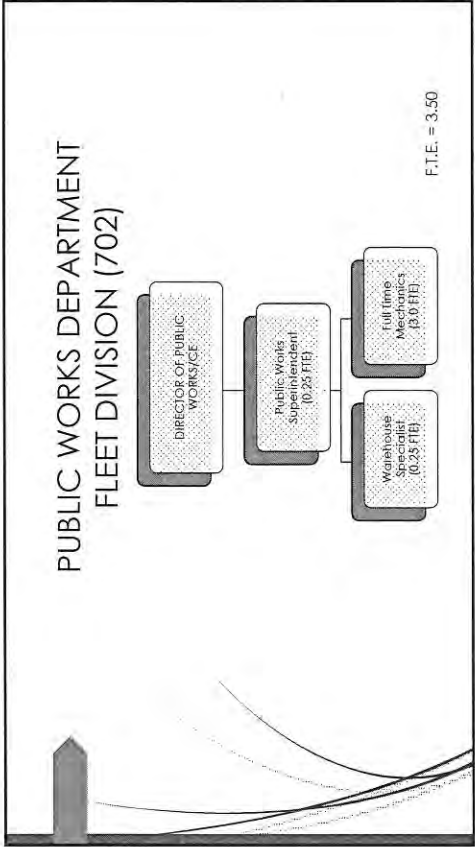 PUBLIC WORKS DEPARTMENT
FLEET DIVISION (702)
DIRECTOR OF PUBLIC
WORKS/CE
Public Works
Superintendent
(0.25 FTE)
Warehouse
Specialist
(0.25 FTE)
Full Time
Mechanics
(3.0 FTE)
F.T.E. = 3.50